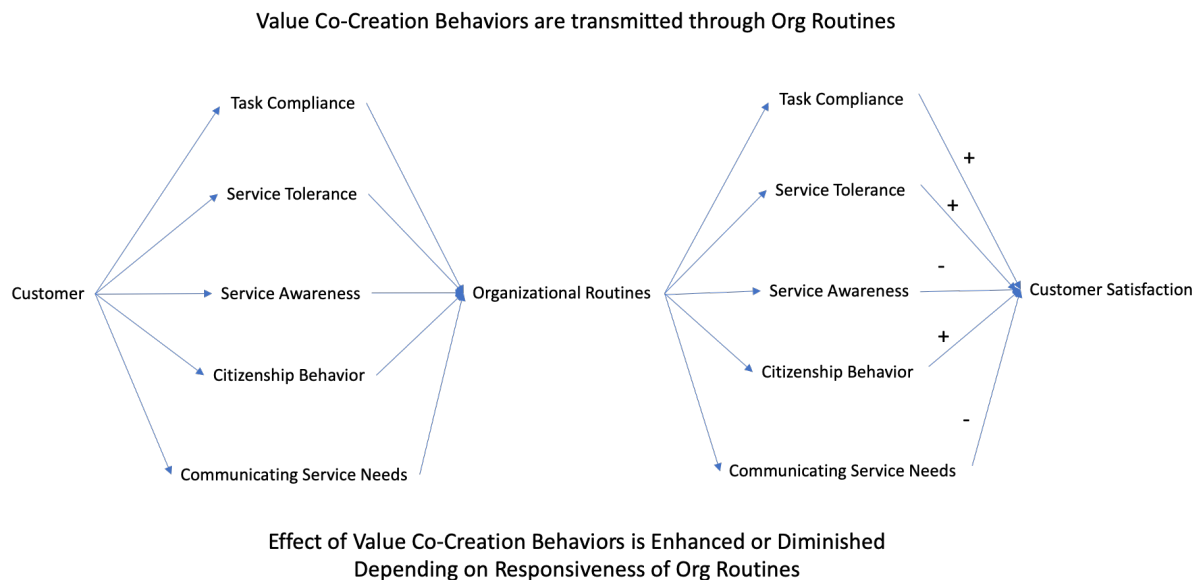 Value Co-Creation Behaviors are transmitted through Org Routines
Task Compliance
Service Tolerance
Customer
Service Awareness
Citizenship Behavior
Communicating Service Needs
Organizational Routines
Task Compliance
+
Service Tolerance
+
-
Service Awareness
Customer Satisfaction
+
Citizenship Behavior
-
Communicating Service Needs
Effect of Value Co-Creation Behaviors is Enhanced or Diminished
Depending on Responsiveness of Org Routines